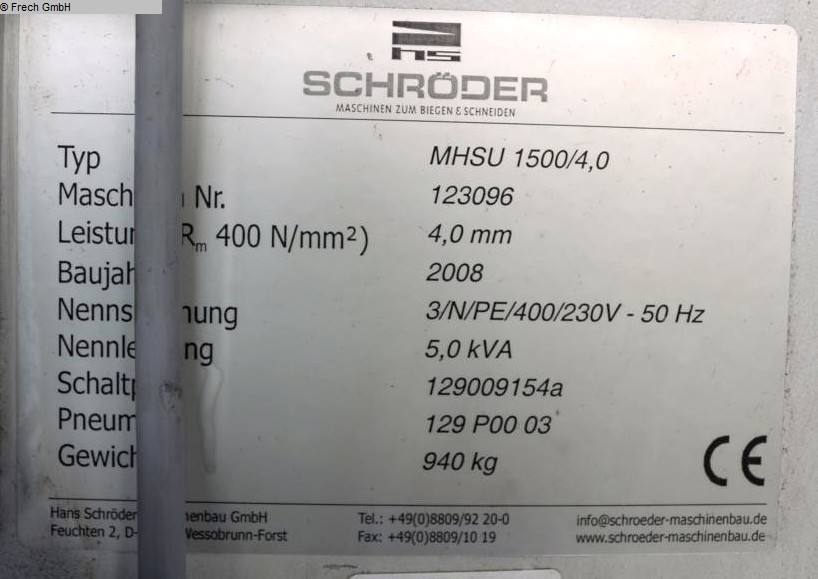 © Frech GmbH
hs
SCHRÖDER
MASCHINEN ZUM BIEGEN & SCHNEIDEN
Typ MHSU 1500/4,0
Masch Nr. 123096
Leistu Rm 400 N/mm²) 4,0 mm
Baujah 2008
Nenns nung 3/N/PE/400/230V - 50 Hz
Nennle ng 5,0 kVA
Schaltp 129009154a
Pneum 129 P00 03
Gewich 940 kg
CE
Hans Schröder nenbau GmbH Tel.: +49(0)8809/92 20-0 info@schroeder-maschinenbau.de
Feuchten 2, D- Wessobrunn-Forst Fax: +49(0)8809/10 19 www.schroeder-maschinenbau.de